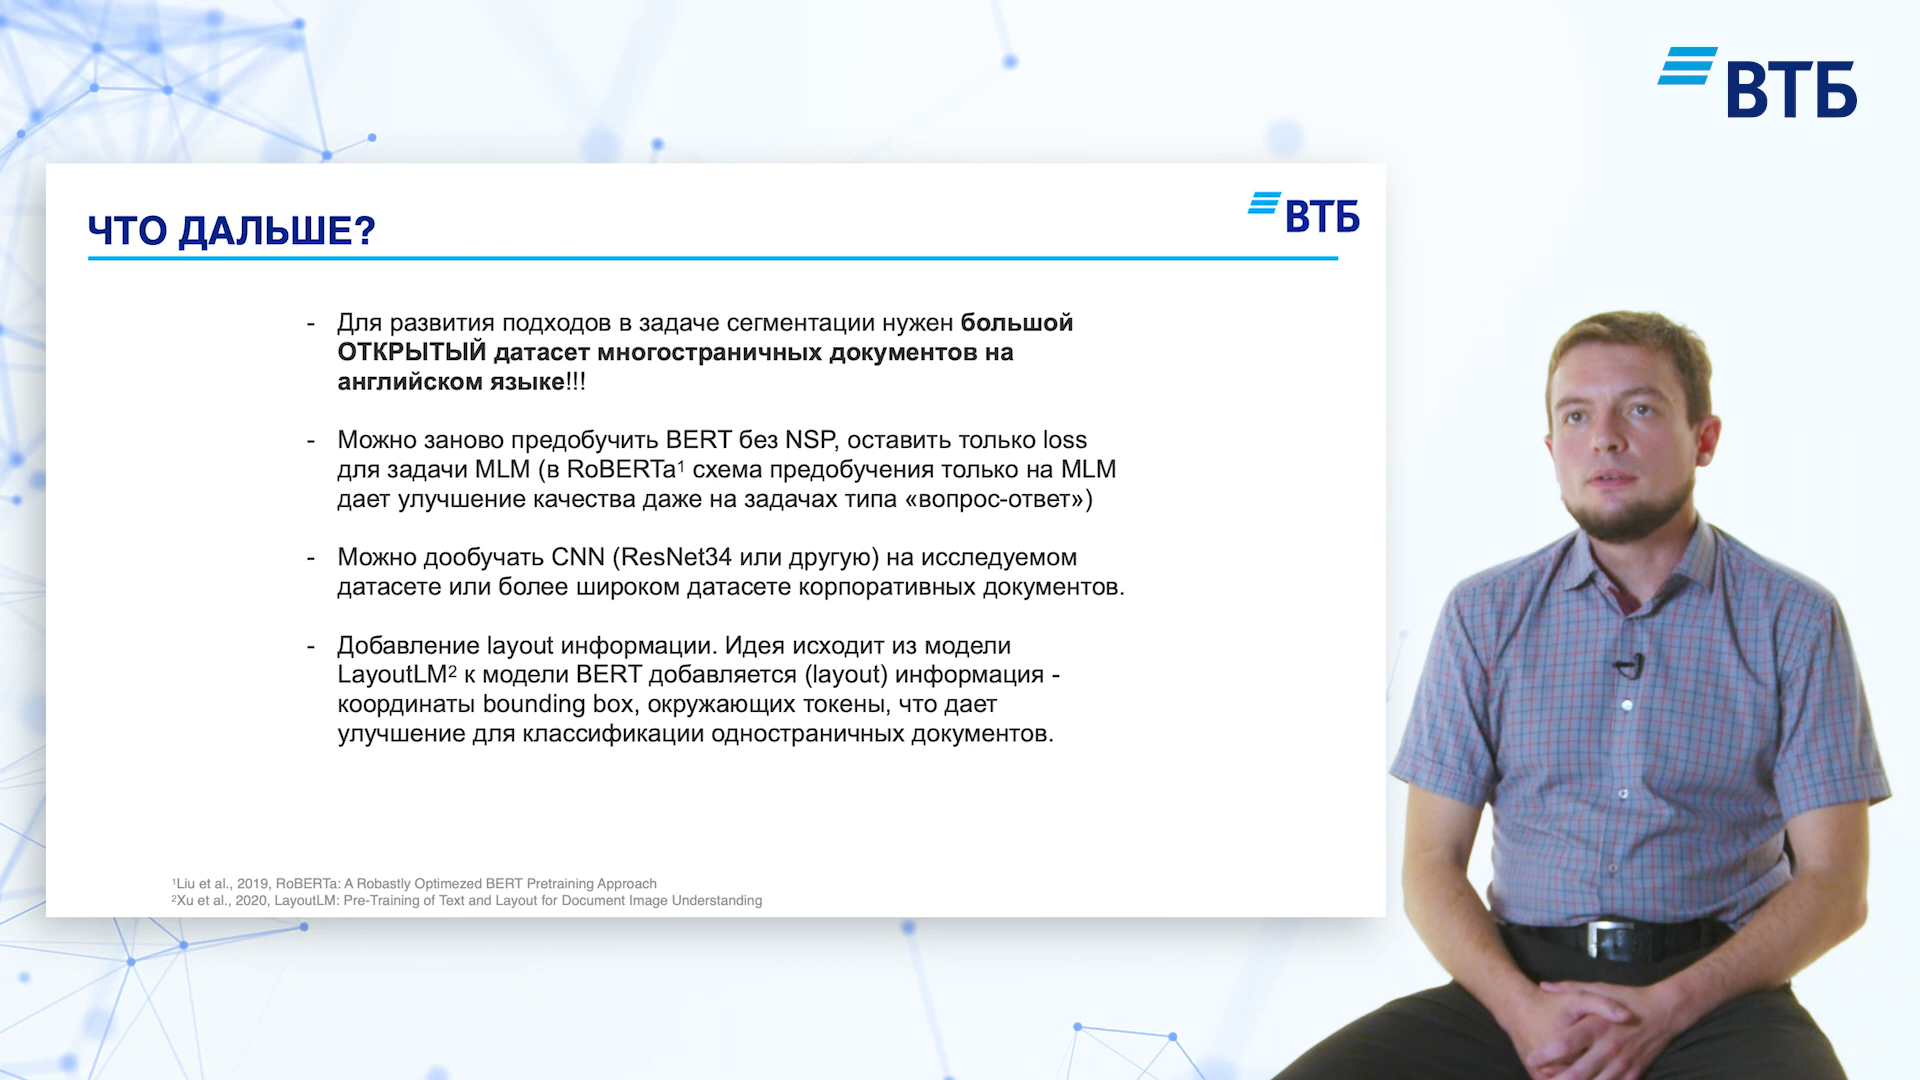 ВТБ
ВТБ
ЧТО ДАЛЬШЕ?
- Для развития подходов в задаче сегментации нужен большой
ОТКРЫТЫЙ датасет многостраничных документов на
английском языке!!!
- Можно заново предобучить BERT без NSP, оставить только loss
для задачи MLM (в RoBERTa¹ схема предобучения только на MLM
дает улучшение качества даже на задачах типа «вопрос-ответ»)
- Можно дообучать CNN (ResNet34 или другую) на исследуемом
датасете или более широком датасете корпоративных документов.
- Добавление layout информации. Идея исходит из модели
LayoutLM² к модели BERT добавляется (layout) информация -
координаты bounding box, окружающих токены, что дает
улучшение для классификации одностраничных документов.
¹Liu et al., 2019, RoBERTa: A Robastly Optimezed BERT Pretraining Approach
²Xu et al., 2020, LayoutLM: Pre-Training of Text and Layout for Document Image Understanding